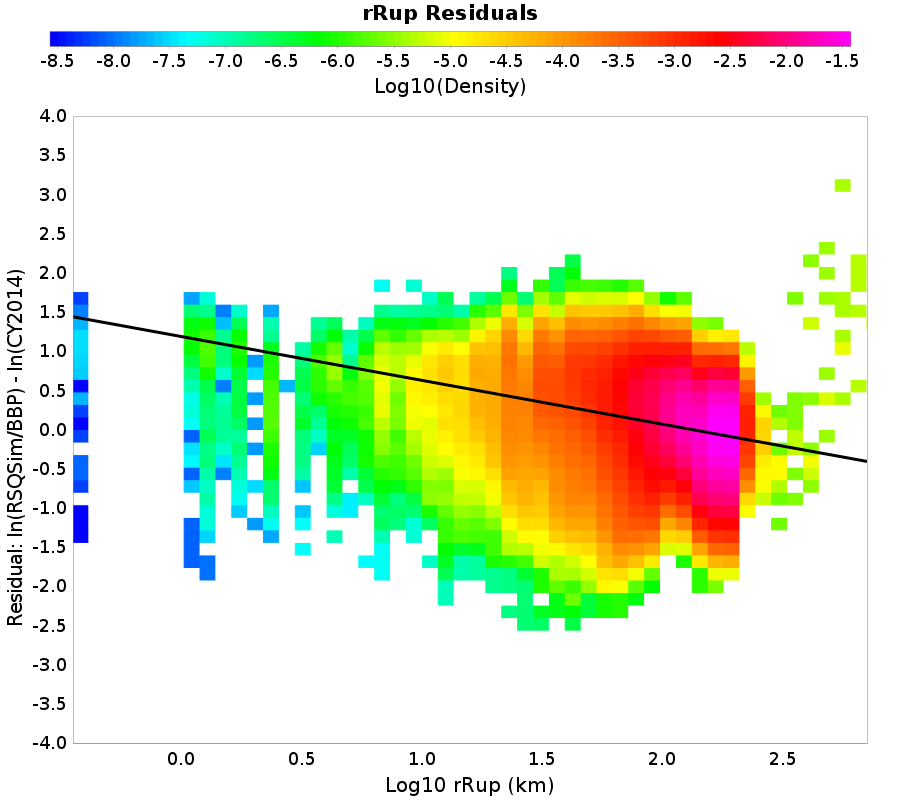 rRup Residuals
-8.5 -8.0 -7.5 -7.0 -6.5 -6.0 -5.5 -5.0 -4.5 -4.0 -3.5 -3.0 -2.5 -2.0 -1.5
Log10(Density)
4.0
3.5
3.0
2.5
2.0
1.5
1.0
0.5
0.0
-0.5
-1.0
-1.5
-2.0
-2.5
-3.0
-3.5
-4.0
Residual: ln(RSQSim/BBP) - ln(CY2014)
0.0 0.5 1.0 1.5 2.0 2.5
Log10 rRup (km)